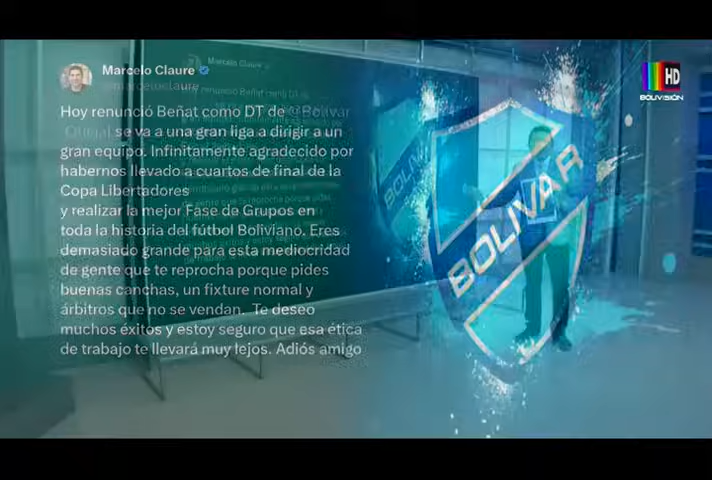 Marcelo Claure
@marceloclaure
Hoy renunció Beñat como DT de @Bolivar
se va a una gran liga a dirigir a un
gran equipo. Infinitamente agradecido por
habernos llevado a cuartos de final de la
Copa Libertadores
y realizar la mejor Fase de Grupos en
toda la historia del fútbol Boliviano. Eres
demasiado grande para esta mediocridad
de gente que te reprocha porque pides
buenas canchas, un fixture normal y
árbitros que no se vendan. Te deseo
muchos éxitos y estoy seguro que esa ética
de trabajo te llevará muy lejos. Adiós amigo
BOLIVAR
HD
BOLIVISIÓN